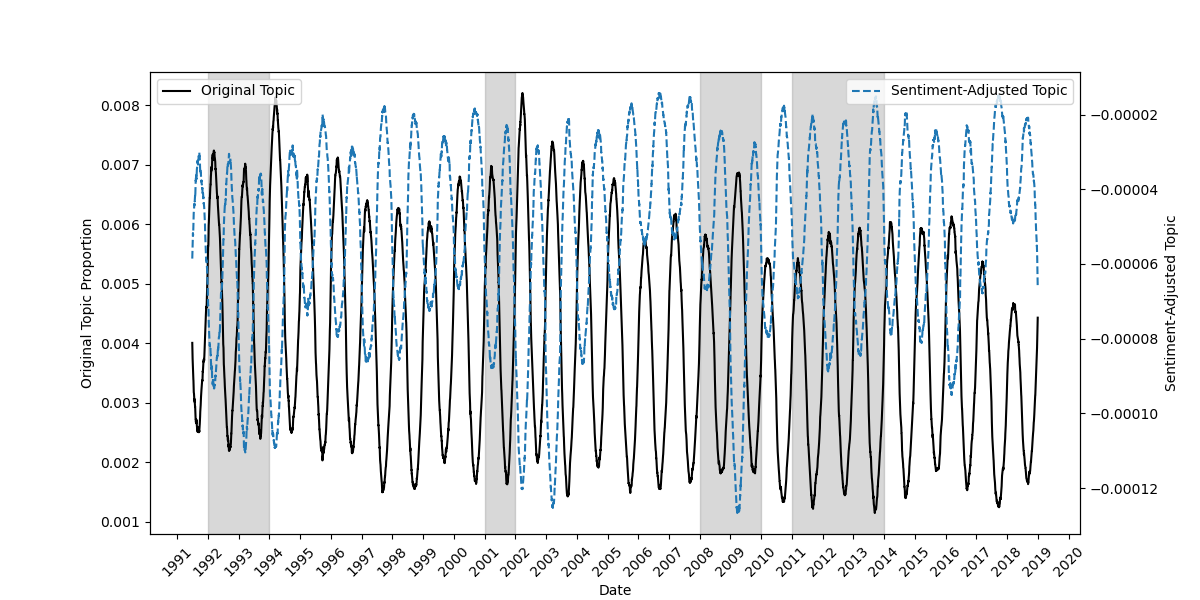 Original Topic
Sentiment-Adjusted Topic
0.008
0.007
0.006
0.005
0.004
0.003
0.002
0.001
Original Topic Proportion
−0.00002
−0.00004
−0.00006
−0.00008
−0.00010
−0.00012
Sentiment-Adjusted Topic
1991 1992 1993 1994 1995 1996 1997 1998 1999 2000 2001 2002 2003 2004 2005 2006 2007 2008 2009 2010 2011 2012 2013 2014 2015 2016 2017 2018 2019 2020
Date